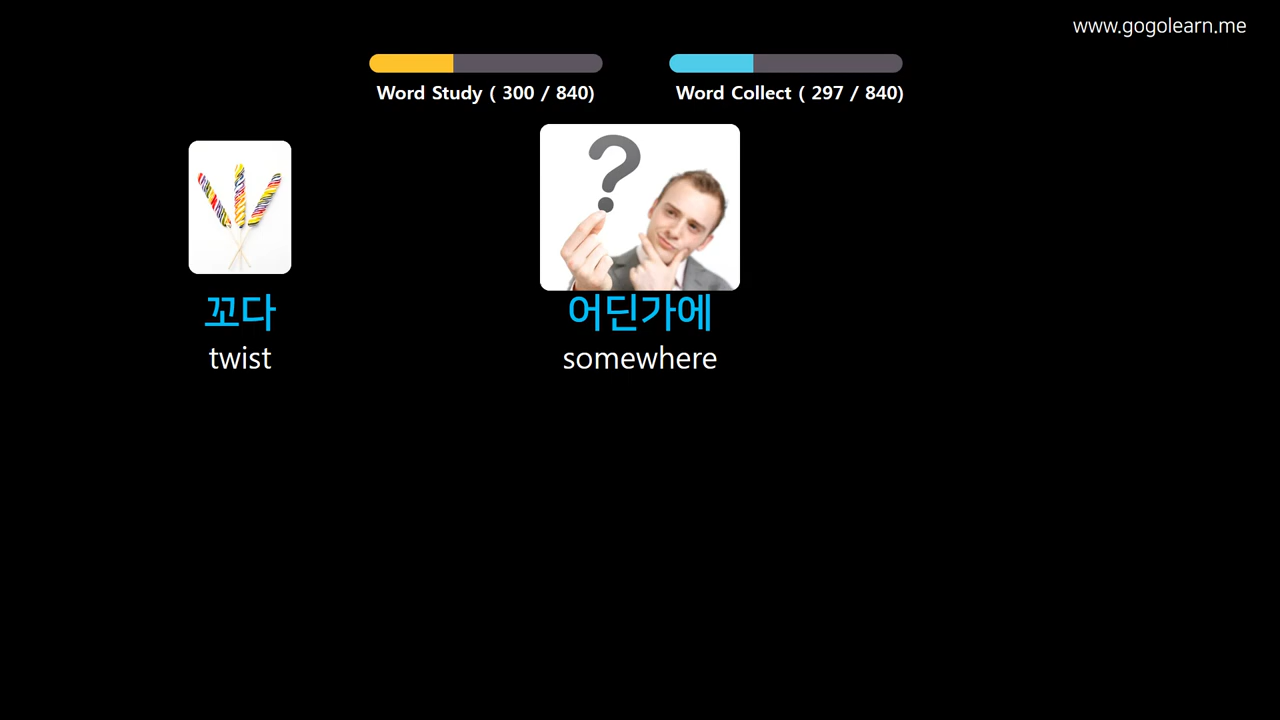 www.gogolearn.me
Word Study ( 300 / 840)
Word Collect ( 297 / 840)
?
꼬다
twist
어딘가에
somewhere